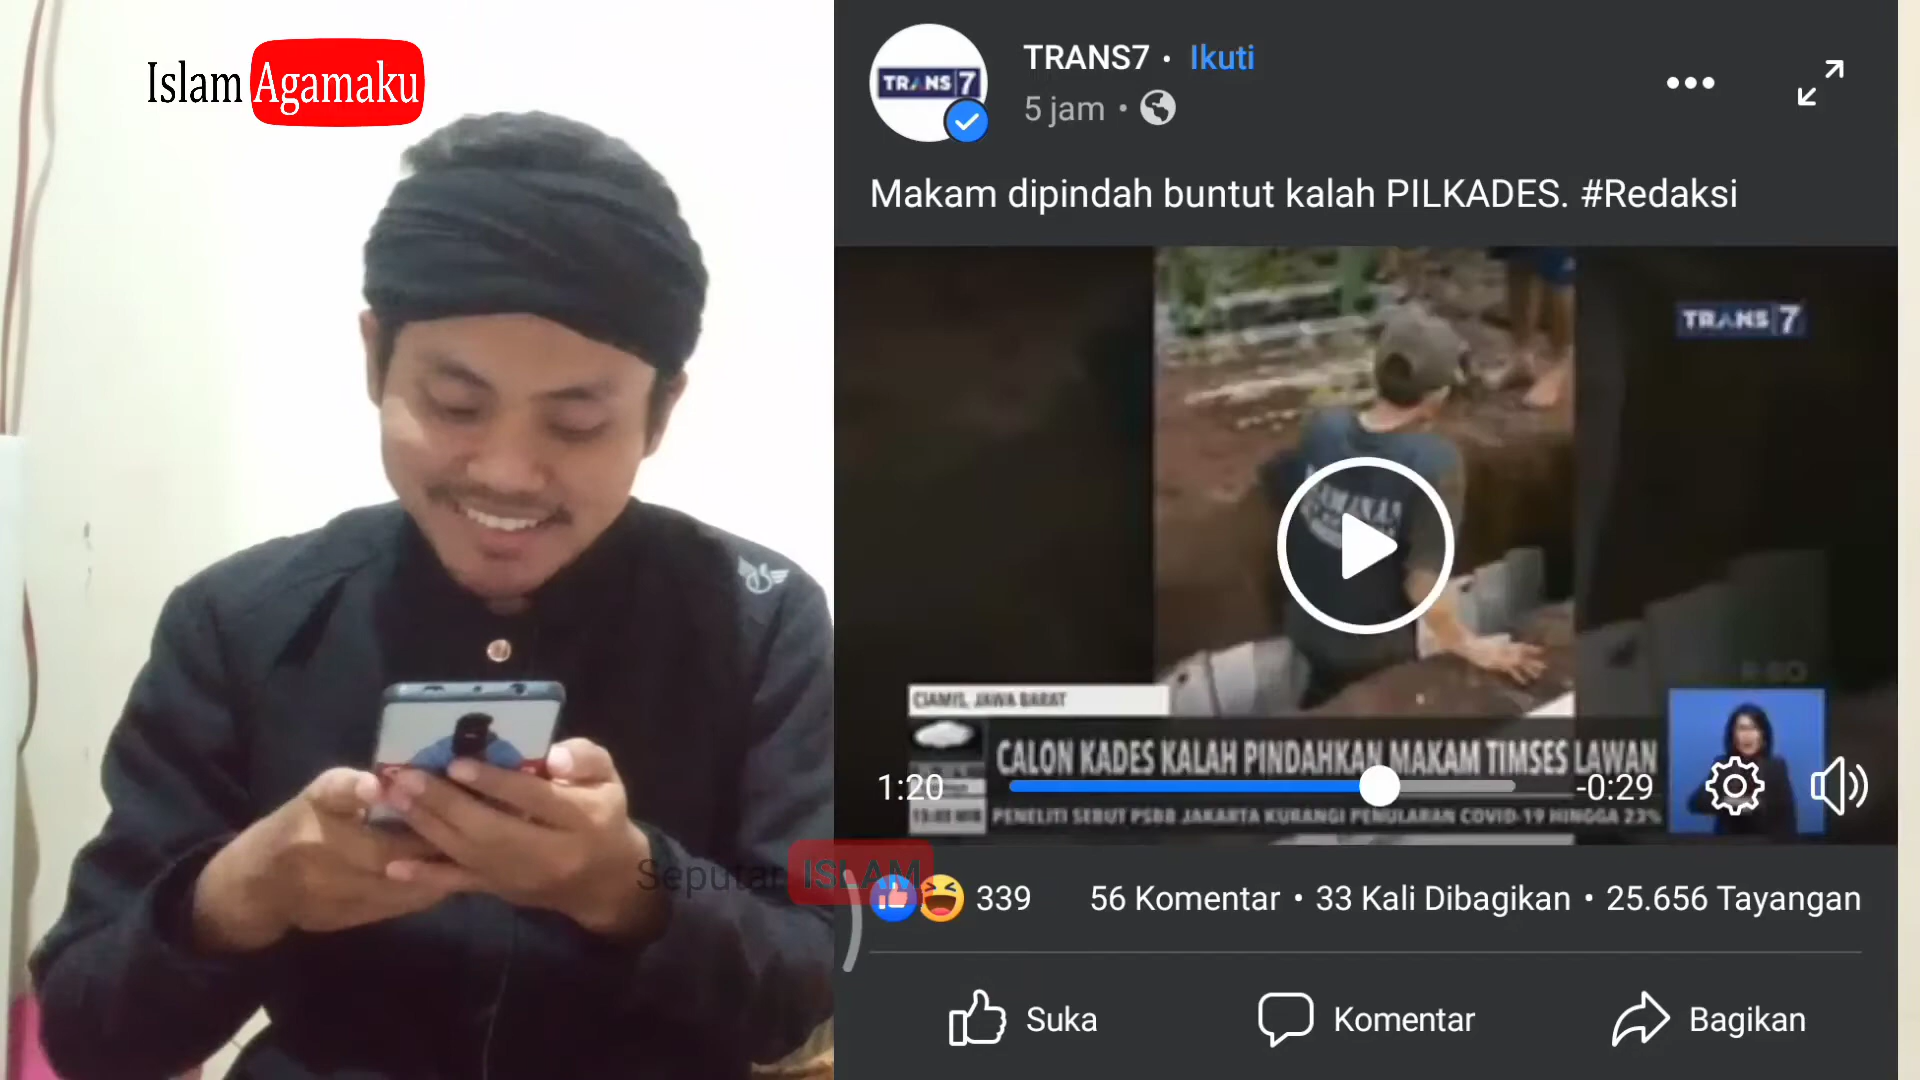 Islam Agamaku
TRANS7 • Ikuti
5 jam •
TRANS 7
Makam dipindah buntut kalah PILKADES. #Redaksi
TRANS 7
CIAMIS, JAWA BARAT
CALON KADES KALAH PINDAHKAN MAKAM TIMSES LAWAN
1:20
-0:29
PENELITI SEBUT PSBB JAKARTA KURANGI PENULARAN COVID-19 HINGGA 23%
Seputar ISLAM
339
56 Komentar • 33 Kali Dibagikan • 25.656 Tayangan
Suka
Komentar
Bagikan